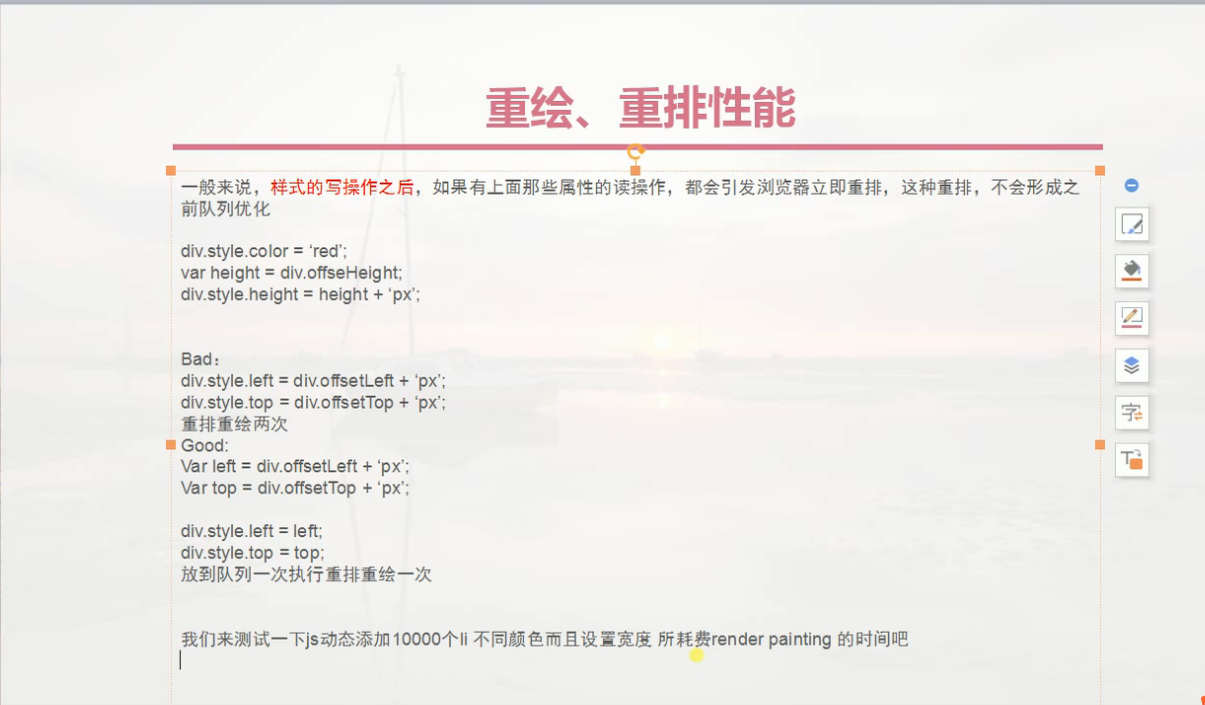 重绘、重排性能
一般来说，样式的写操作之后，如果有上面那些属性的读操作，都会引发浏览器立即重排，这种重排，不会形成之
前队列优化
div.style.color = ‘red’;
var height = div.offseHeight;
div.style.height = height + ‘px’;
Bad：
div.style.left = div.offsetLeft + ‘px’;
div.style.top = div.offsetTop + ‘px’;
重排重绘两次
Good:
Var left = div.offsetLeft + ‘px’;
Var top = div.offsetTop + ‘px’;
div.style.left = left;
div.style.top = top;
放到队列一次执行重排重绘一次
我们来测试一下js动态添加10000个li 不同颜色而且设置宽度 所耗费render painting 的时间吧